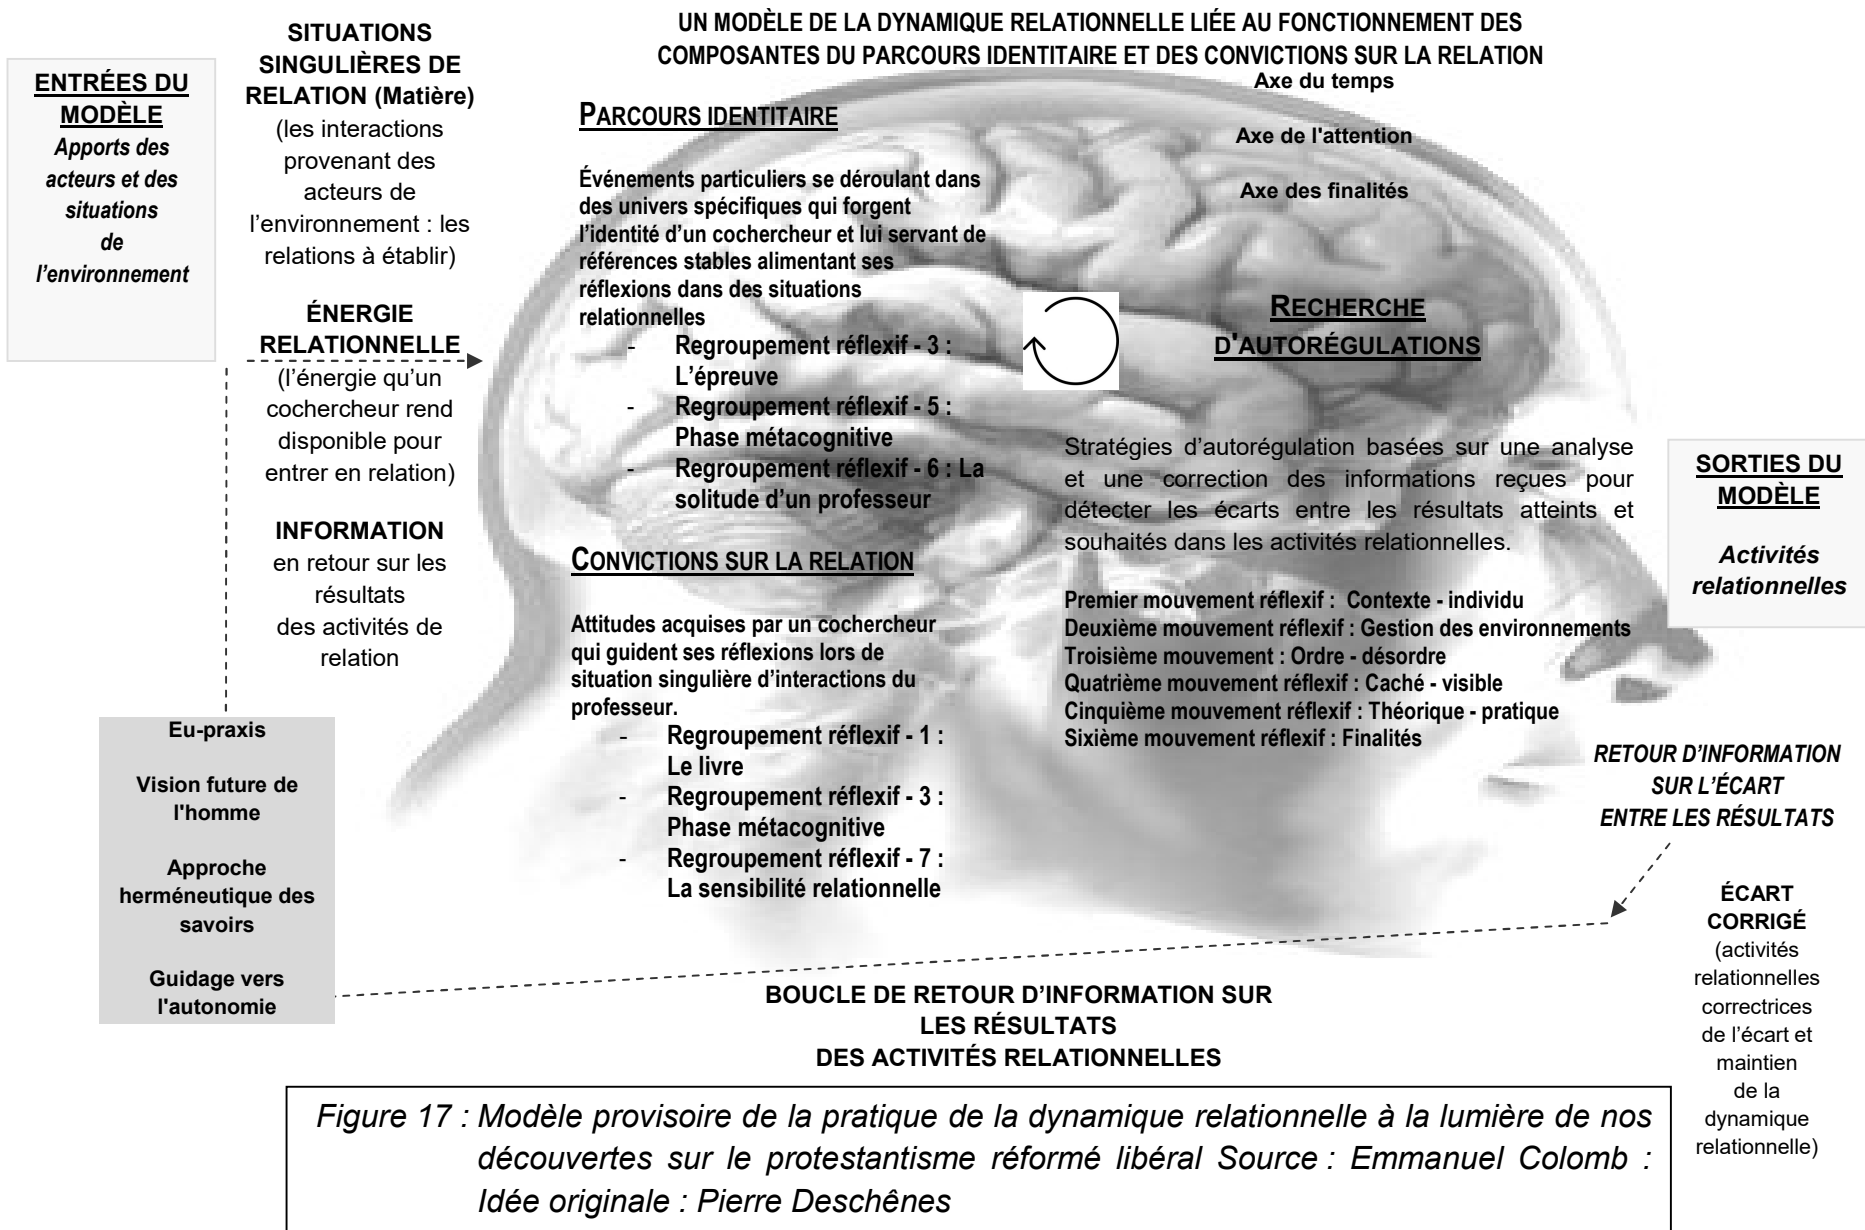 UN MODÈLE DE LA DYNAMIQUE RELATIONNELLE LIÉE AU FONCTIONNEMENT DES
COMPOSANTES DU PARCOURS IDENTITAIRE ET DES CONVICTIONS SUR LA RELATION
ENTRÉES DU
MODÈLE
Apports des
acteurs et des
situations
de
l’environnement
SITUATIONS
SINGULIÈRES DE
RELATION (Matière)
(les interactions
provenant des
acteurs de
l’environnement : les
relations à établir)
ÉNERGIE
RELATIONNELLE
(l’énergie qu’un
cochercheur rend
disponible pour
entrer en relation)
INFORMATION
en retour sur les
résultats
des activités de
relation
Eu-praxis
Vision future de
l'homme
Approche
herméneutique des
savoirs
Guidage vers
l'autonomie
PARCOURS IDENTITAIRE
Événements particuliers se déroulant dans
des univers spécifiques qui forgent
l’identité d’un cochercheur et lui servant de
références stables alimentant ses
réflexions dans des situations
relationnelles
- Regroupement réflexif - 3 :
L’épreuve
- Regroupement réflexif - 5 :
Phase métacognitive
- Regroupement réflexif - 6 : La
solitude d’un professeur
CONVICTIONS SUR LA RELATION
Attitudes acquises par un cochercheur
qui guident ses réflexions lors de
situation singulière d’interactions du
professeur.
- Regroupement réflexif - 1 :
Le livre
- Regroupement réflexif - 3 :
Phase métacognitive
- Regroupement réflexif - 7 :
La sensibilité relationnelle
Axe du temps
Axe de l'attention
Axe des finalités
RECHERCHE
D'AUTORÉGULATIONS
Stratégies d’autorégulation basées sur une analyse
et une correction des informations reçues pour
détecter les écarts entre les résultats atteints et
souhaités dans les activités relationnelles.
Premier mouvement réflexif : Contexte - individu
Deuxième mouvement réflexif : Gestion des environnements
Troisième mouvement : Ordre - désordre
Quatrième mouvement réflexif : Caché - visible
Cinquième mouvement réflexif : Théorique - pratique
Sixième mouvement réflexif : Finalités
SORTIES DU
MODÈLE
Activités
relationnelles
RETOUR D’INFORMATION
SUR L’ÉCART
ENTRE LES RÉSULTATS
ÉCART
CORRIGÉ
(activités
relationnelles
correctrices
de l’écart et
maintien
de la
dynamique
relationnelle)
BOUCLE DE RETOUR D’INFORMATION SUR
LES RÉSULTATS
DES ACTIVITÉS RELATIONNELLES
Figure 17 : Modèle provisoire de la pratique de la dynamique relationnelle à la lumière de nos
découvertes sur le protestantisme réformé libéral Source : Emmanuel Colomb :
Idée originale : Pierre Deschênes